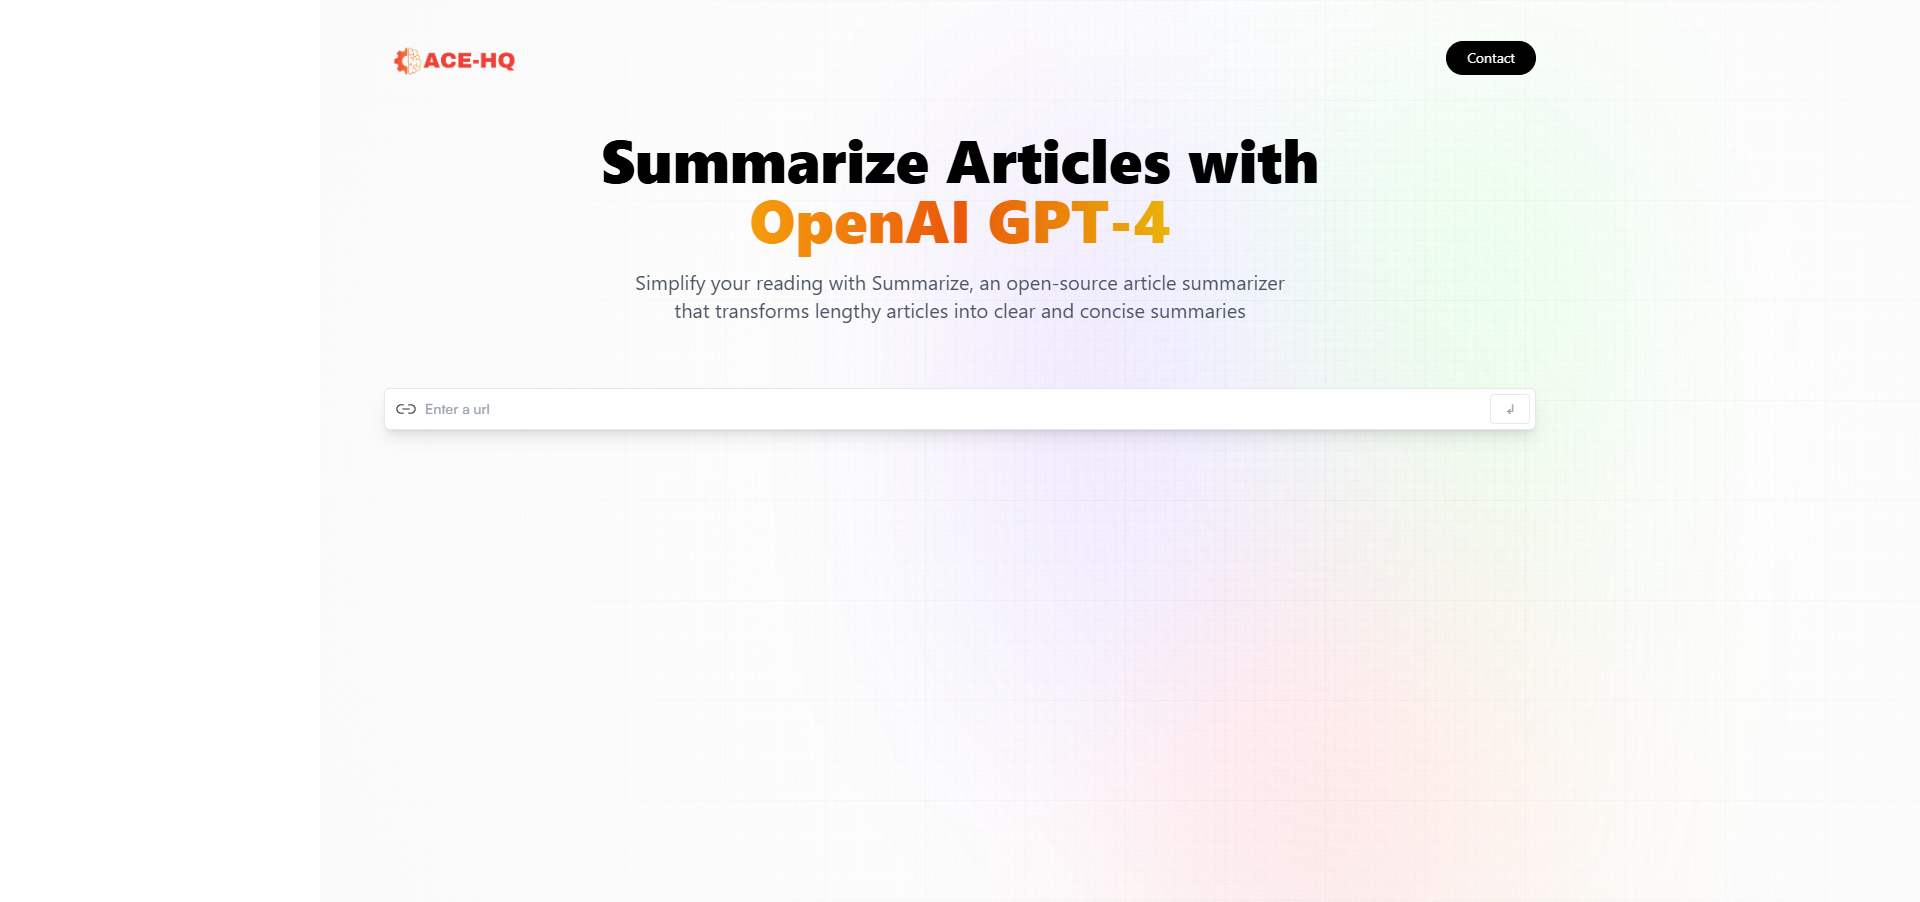 ACE-HQ
Contact
Summarize Articles with
OpenAI GPT-4
Simplify your reading with Summarize, an open-source article summarizer
that transforms lengthy articles into clear and concise summaries
Enter a url
↲